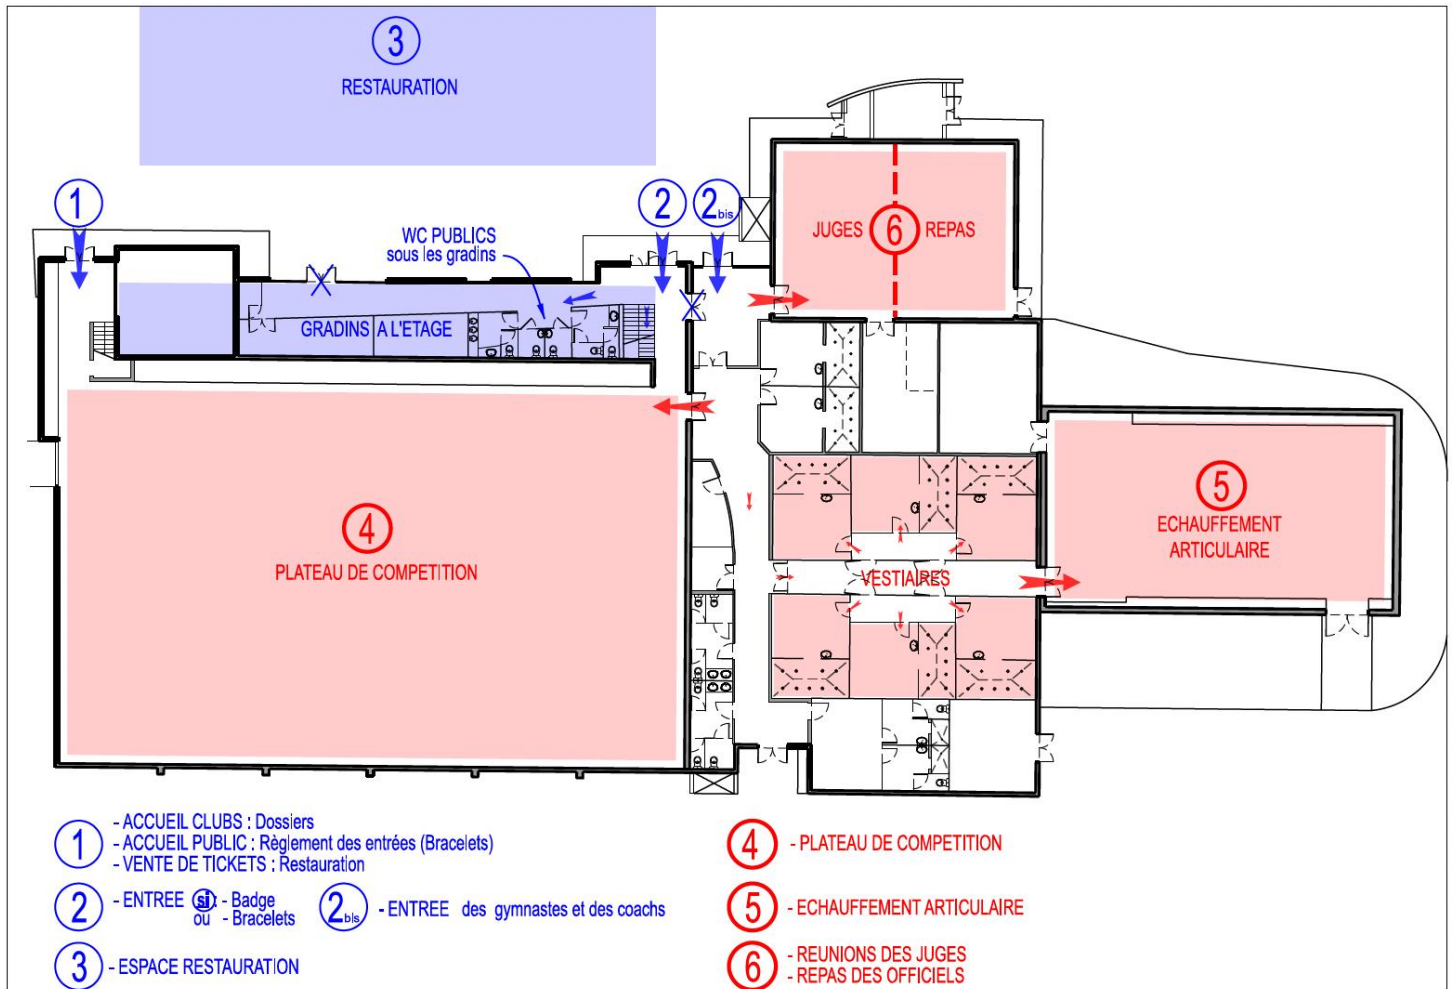 3
RESTAURATION
1
2
2bis
WC PUBLICS
sous les gradins
JUGES 6 REPAS
GRADINS A L'ETAGE
4
PLATEAU DE COMPETITION
5
ECHAUFFEMENT
ARTICULAIRE
VESTIAIRES
1 - ACCUEIL CLUBS : Dossiers
- ACCUEIL PUBLIC : Règlement des entrées (Bracelets)
- VENTE DE TICKETS : Restauration
2 - ENTREE si : - Badge
ou - Bracelets
2bis - ENTREE des gymnastes et des coachs
3 - ESPACE RESTAURATION
4 - PLATEAU DE COMPETITION
5 - ECHAUFFEMENT ARTICULAIRE
6 - REUNIONS DES JUGES
- REPAS DES OFFICIELS